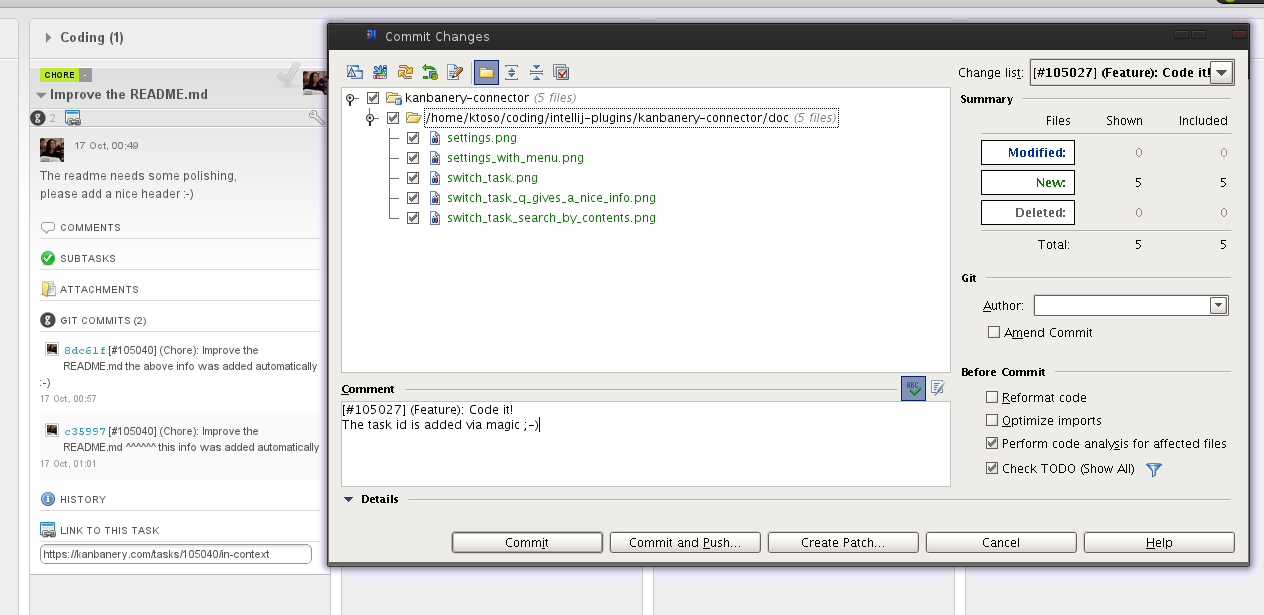 Coding (1)
CHORE -
Improve the README.md
g 2
17 Oct, 00:49
The readme needs some polishing,
please add a nice header :-)
COMMENTS
SUBTASKS
ATTACHMENTS
g GIT COMMITS (2)
8dc61f [#105040] (Chore): Improve the
README.md the above info was added automatically
:-)
17 Oct, 00:57
c35997 [#105040] (Chore): Improve the
README.md ^^^^^^ this info was added automatically
17 Oct, 01:01
HISTORY
LINK TO THIS TASK
https://kanbanery.com/tasks/105040/in-context
Commit Changes
Change list: [#105027] (Feature): Code it!
kanbanery-connector (5 files)
/home/ktoso/coding/intellij-plugins/kanbanery-connector/doc (5 files)
settings.png
settings_with_menu.png
switch_task.png
switch_task_q_gives_a_nice_info.png
switch_task_search_by_contents.png
Comment
ABC
[#105027] (Feature): Code it!
The task id is added via magic ;-)
Details
Summary
Files Shown Included
Modified: 0 0
New: 5 5
Deleted: 0 0
Total: 5 5
Git
Author:
Amend Commit
Before Commit
Reformat code
Optimize imports
Perform code analysis for affected files
Check TODO (Show All)
Commit
Commit and Push...
Create Patch...
Cancel
Help